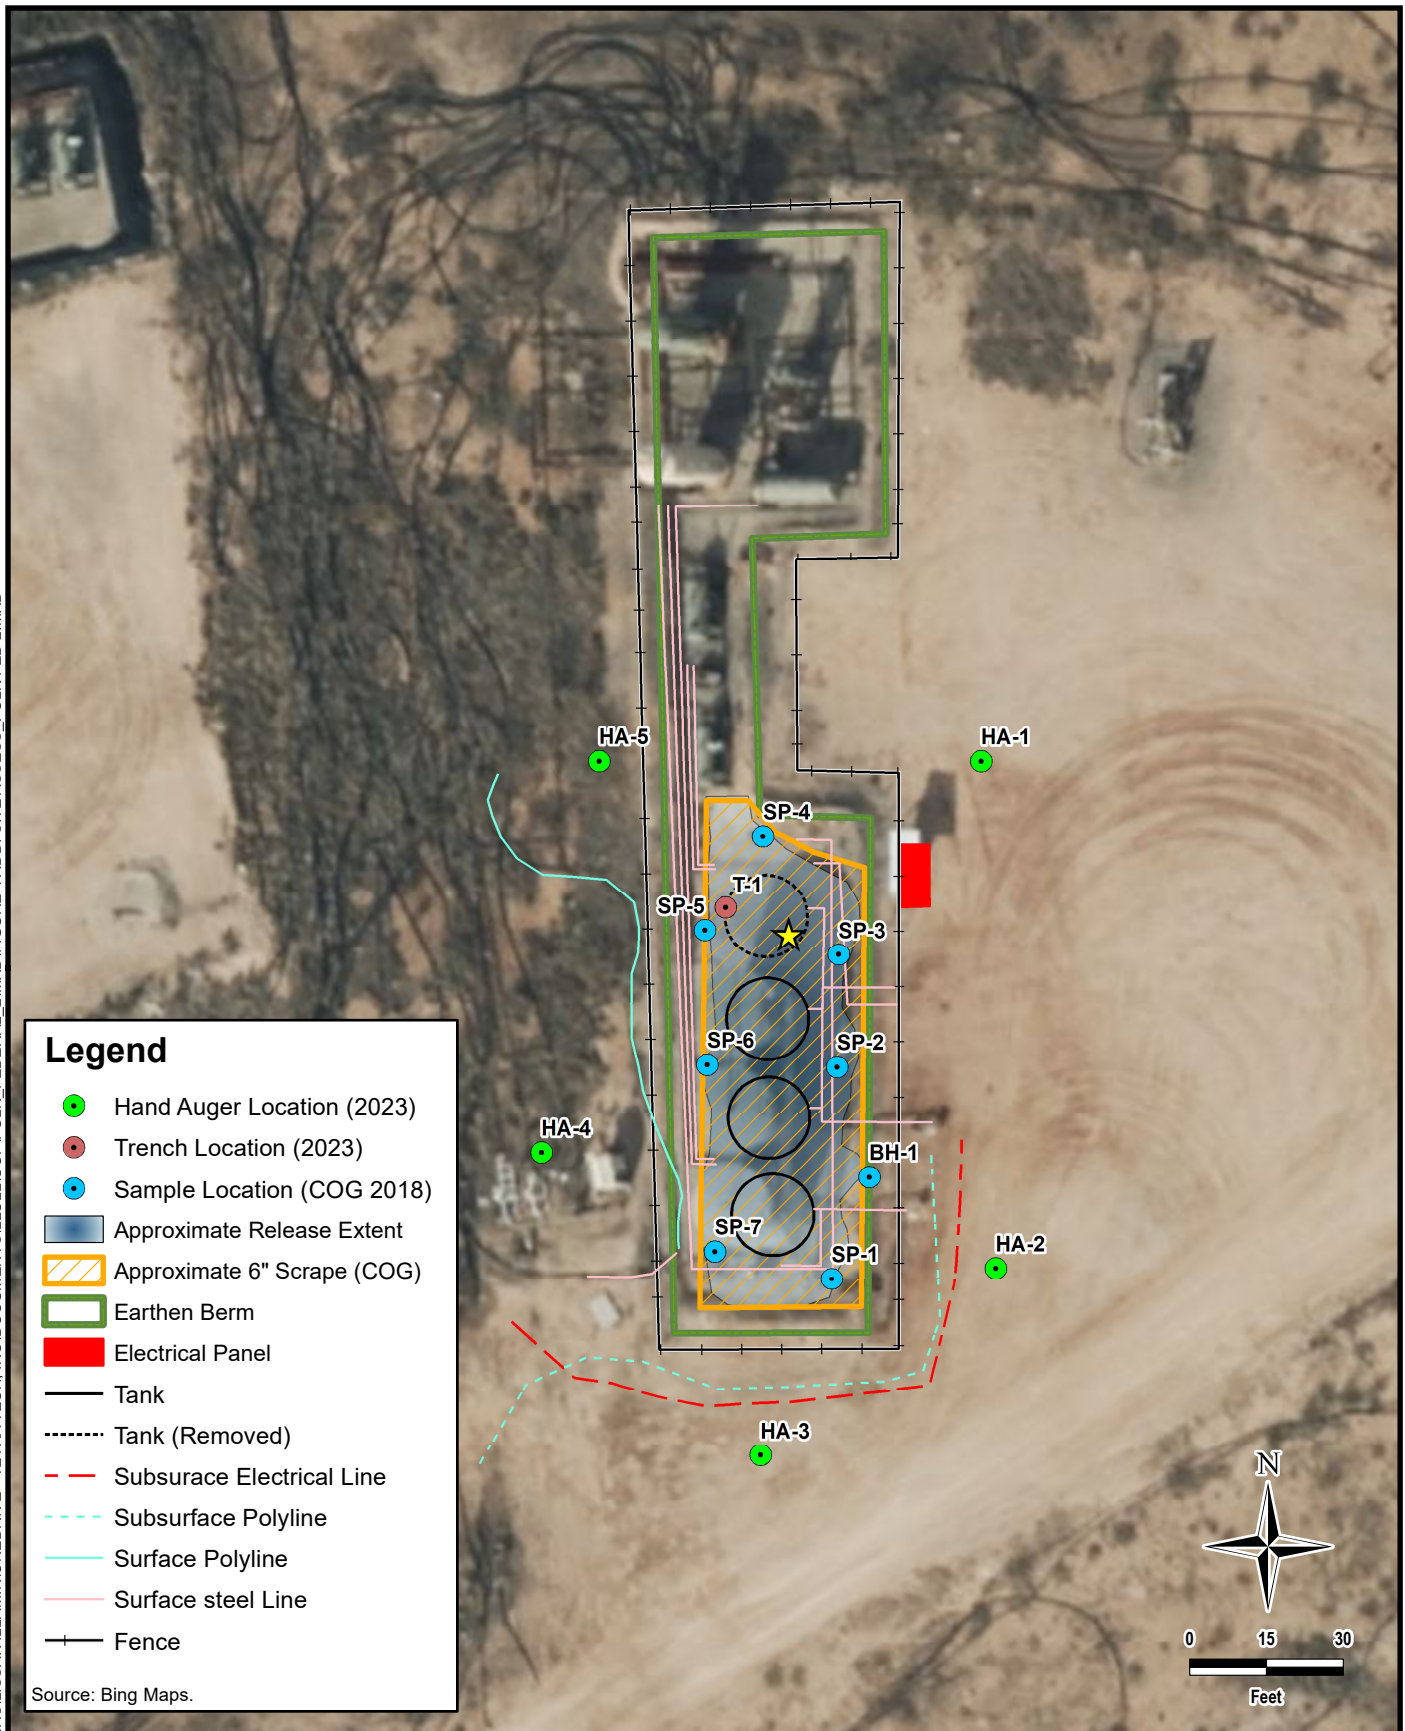 HA-5
HA-1
SP-4
T-1
SP-5
SP-3
SP-6
SP-2
HA-4
BH-1
SP-7
SP-1
HA-2
HA-3
Legend
Hand Auger Location (2023)
Trench Location (2023)
Sample Location (COG 2018)
Approximate Release Extent
Approximate 6" Scrape (COG)
Earthen Berm
Electrical Panel
Tank
Tank (Removed)
Subsurace Electrical Line
Subsurface Polyline
Surface Polyline
Surface steel Line
Fence
Source: Bing Maps.
N
0 15 30
Feet